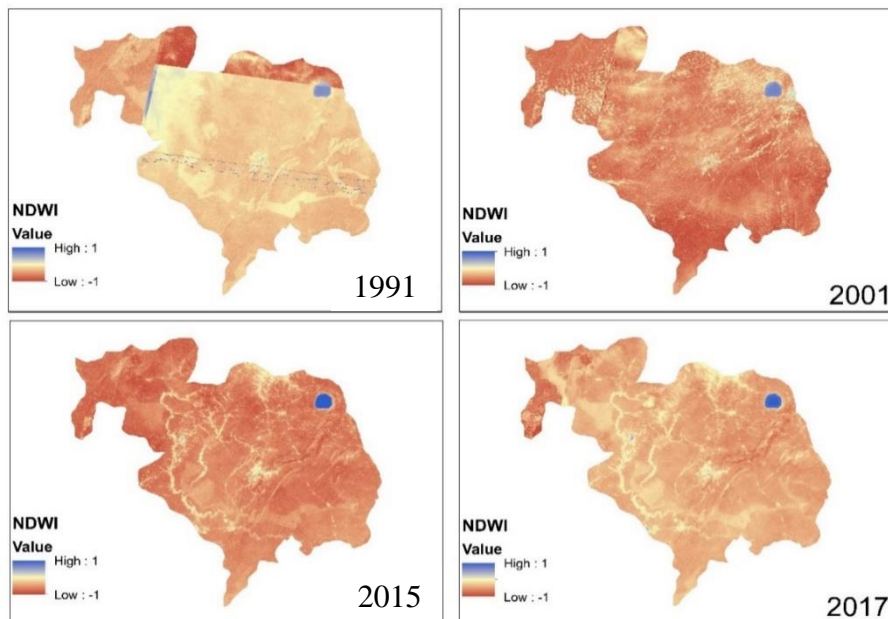 NDWI
Value
High : 1
Low : -1
1991
NDWI
Value
High : 1
Low : -1
2001
NDWI
Value
High : 1
Low : -1
2015
NDWI
Value
High : 1
Low : -1
2017